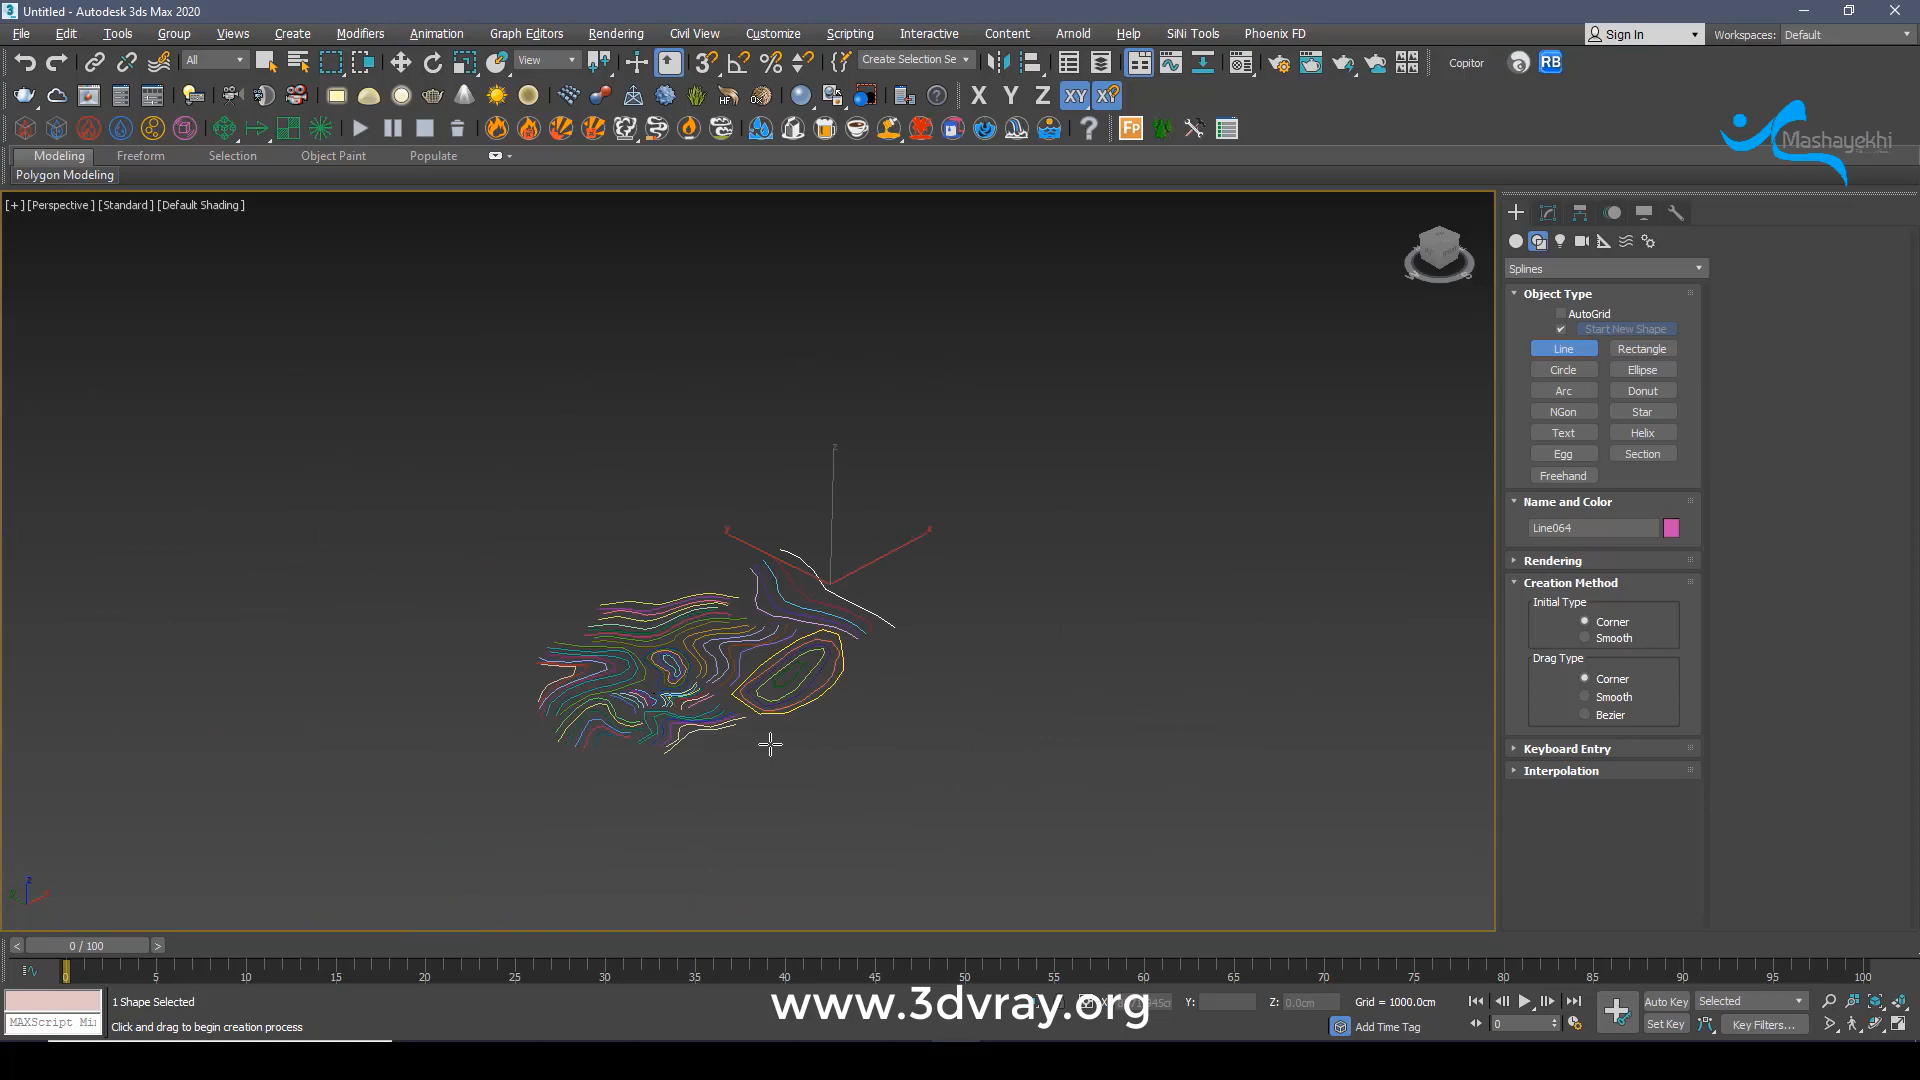 Untitled - Autodesk 3ds Max 2020
File Edit Tools Group Views Create Modifiers Animation Graph Editors Rendering Civil View Customize Scripting Interactive Content Arnold Help SiNi Tools Phoenix FD
Sign In Workspaces: Default
All View Create Selection Se Copitor RB
X Y Z XY
Fp
Mashayekhi
Modeling Freeform Selection Object Paint Populate
Polygon Modeling
[+] [Perspective] [Standard] [Default Shading]
Splines
Object Type
AutoGrid
Start New Shape
Line Rectangle
Circle Ellipse
Arc Donut
NGon Star
Text Helix
Egg Section
Freehand
Name and Color
Line064
Rendering
Creation Method
Initial Type
Corner
Smooth
Drag Type
Corner
Smooth
Bezier
Keyboard Entry
Interpolation
z
y x
0 / 100
0 5 10 15 20 25 30 35 40 45 50 55 60 65 70 75 80 85 90 95 100
1 Shape Selected
Y: Z: 0.0cm Grid = 1000.0cm
www.3dvray.org
Auto Key Selected
MAXScript Mi
Click and drag to begin creation process
Add Time Tag 0 Set Key Key Filters...